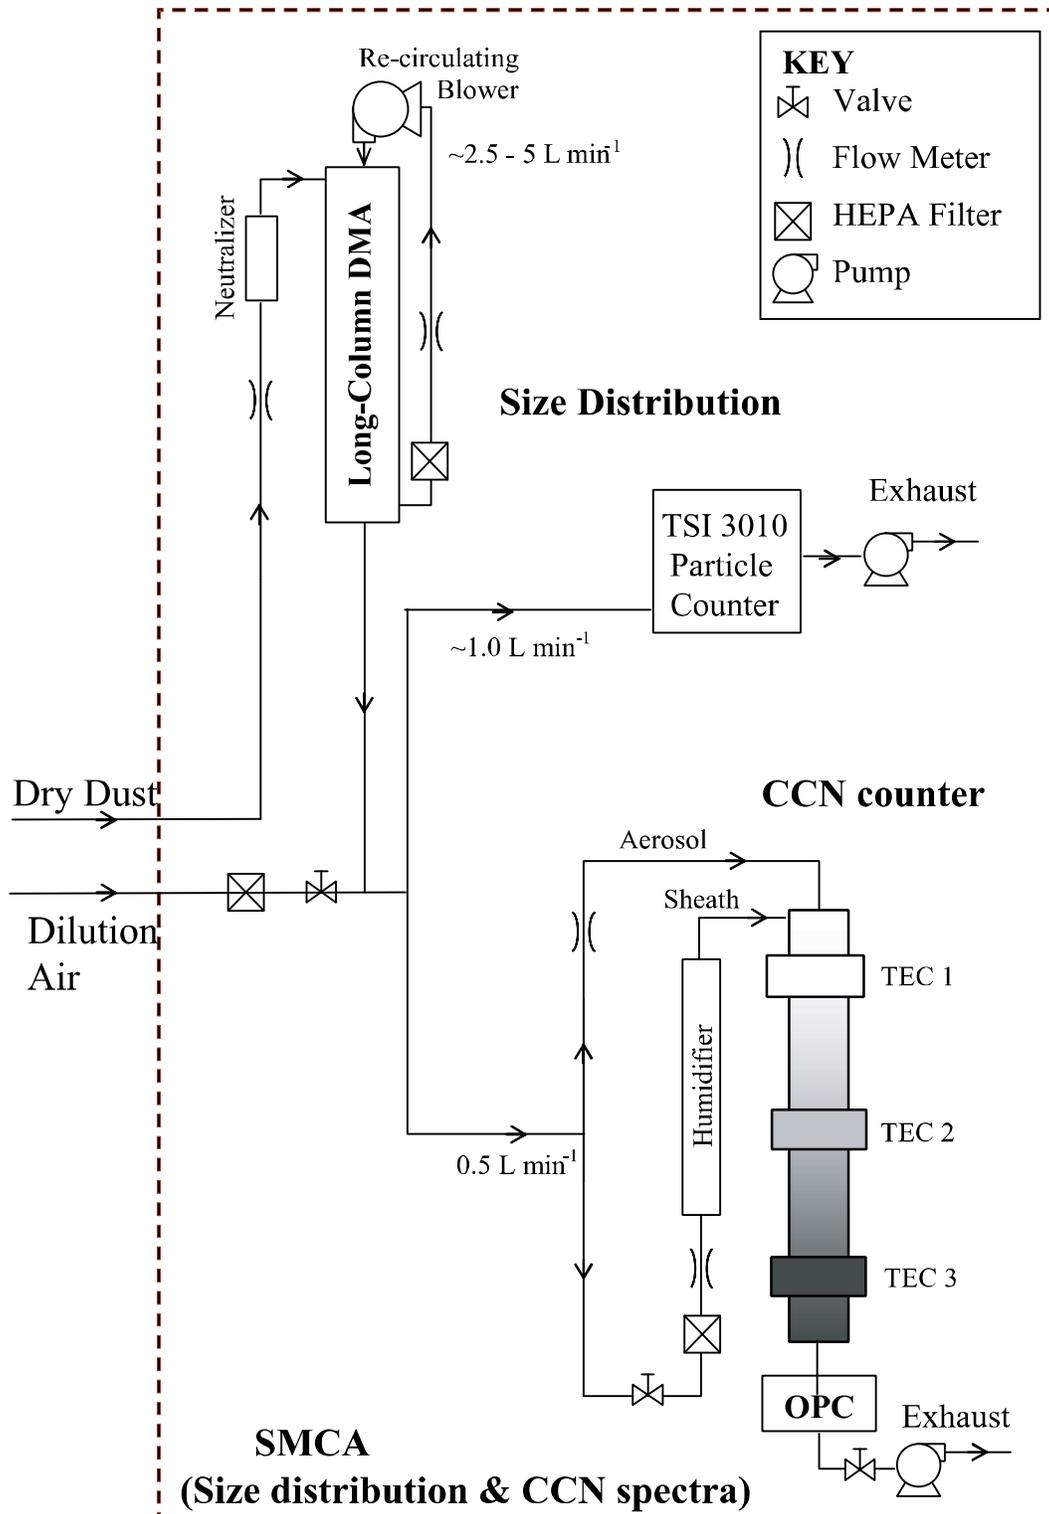 Re-circulating
Blower
~2.5 - 5 L min-1
KEY
Valve
Flow Meter
HEPA Filter
Pump
Neutralizer
Long-Column DMA
Size Distribution
Exhaust
TSI 3010
Particle
Counter
~1.0 L min-1
Dry Dust
CCN counter
Aerosol
Sheath
Dilution
Air
TEC 1
Humidifier
TEC 2
0.5 L min-1
TEC 3
OPC
Exhaust
SMCA
(Size distribution & CCN spectra)